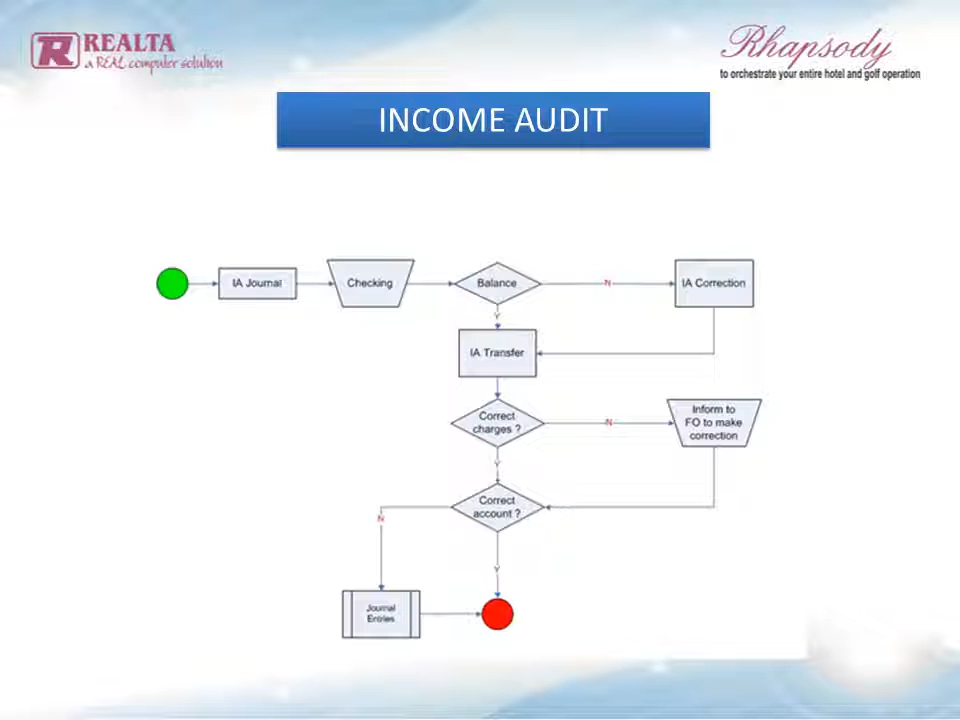 REALTA
a REAL computer solution
Rhapsody
to orchestrate your entire hotel and golf operation
INCOME AUDIT
IA Journal
Checking
Balance
N
IA Correction
Y
IA Transfer
Correct
charges ?
N
Inform to
FO to make
correction
Y
Correct
account ?
N
Y
Journal
Entries